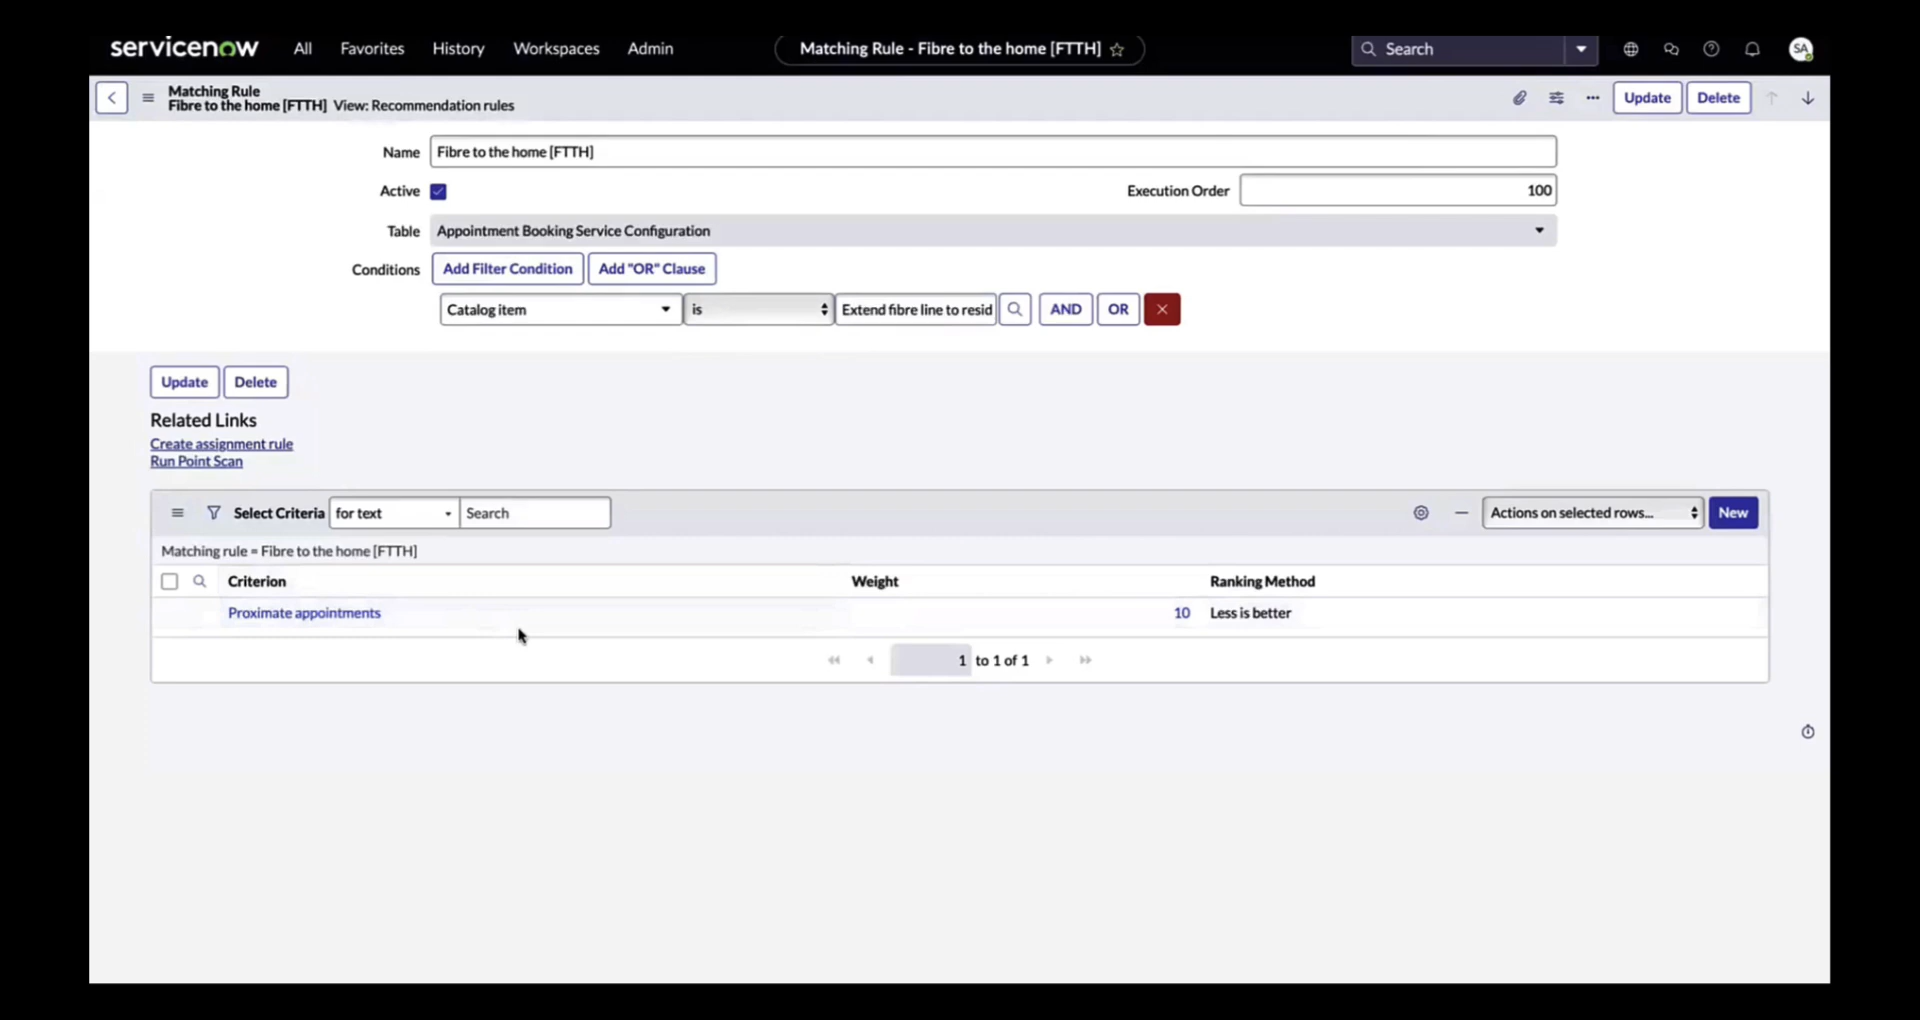 servicenow All Favorites History Workspaces Admin Matching Rule - Fibre to the home [FTTH] Search SA
Matching Rule
Fibre to the home [FTTH] View: Recommendation rules Update Delete
Name Fibre to the home [FTTH]
Active Execution Order 100
Table Appointment Booking Service Configuration
Conditions Add Filter Condition Add "OR" Clause
Catalog item is Extend fibre line to resid AND OR
Update Delete
Related Links
Create assignment rule
Run Point Scan
Select Criteria for text Search Actions on selected rows... New
Matching rule = Fibre to the home [FTTH]
Criterion Weight Ranking Method
Proximate appointments 10 Less is better
1 to 1 of 1